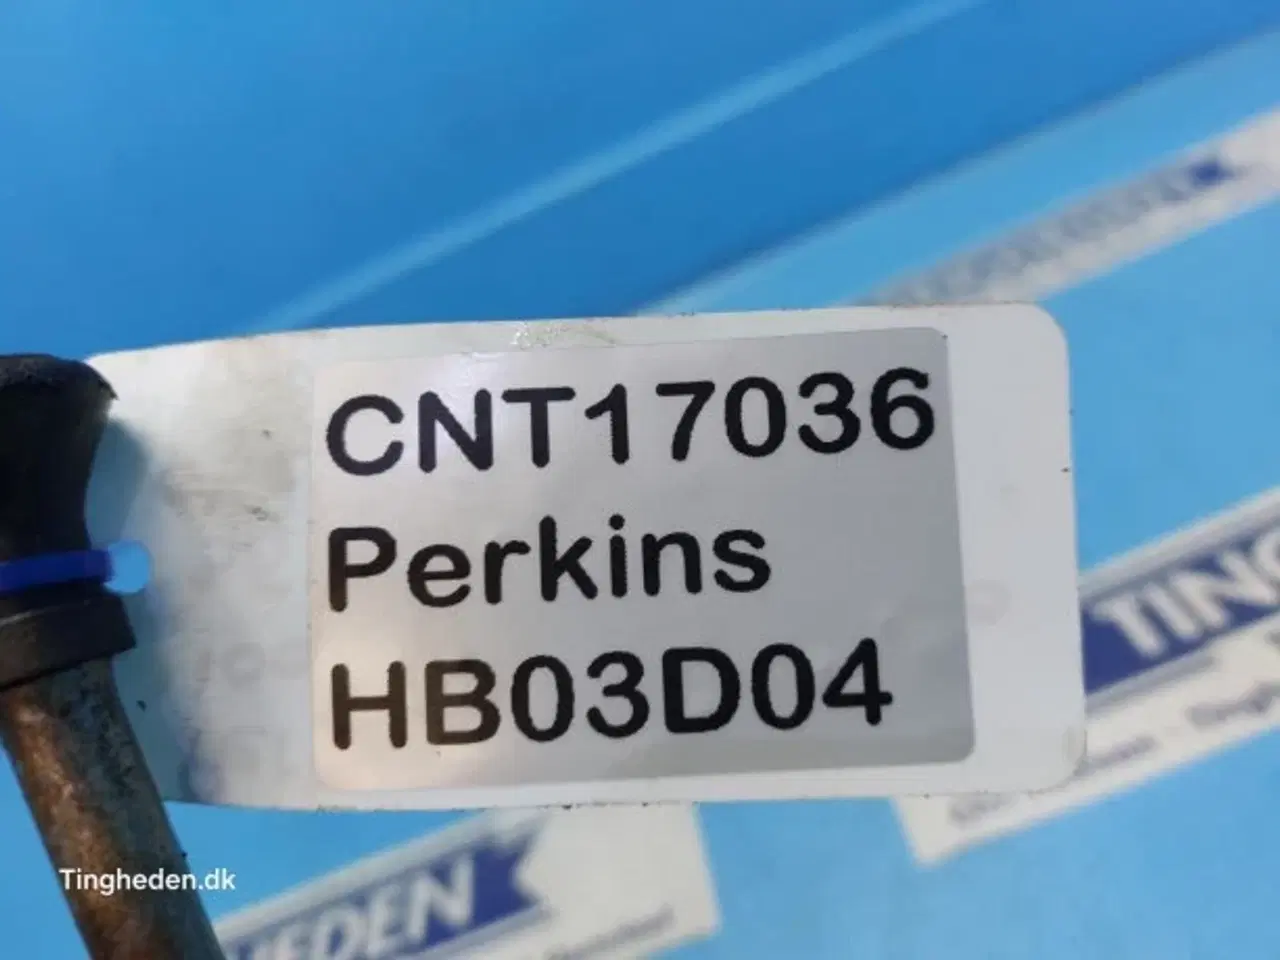 CNT17036
Perkins
HB03D04
TING
HEDEN
Tingheden.dk